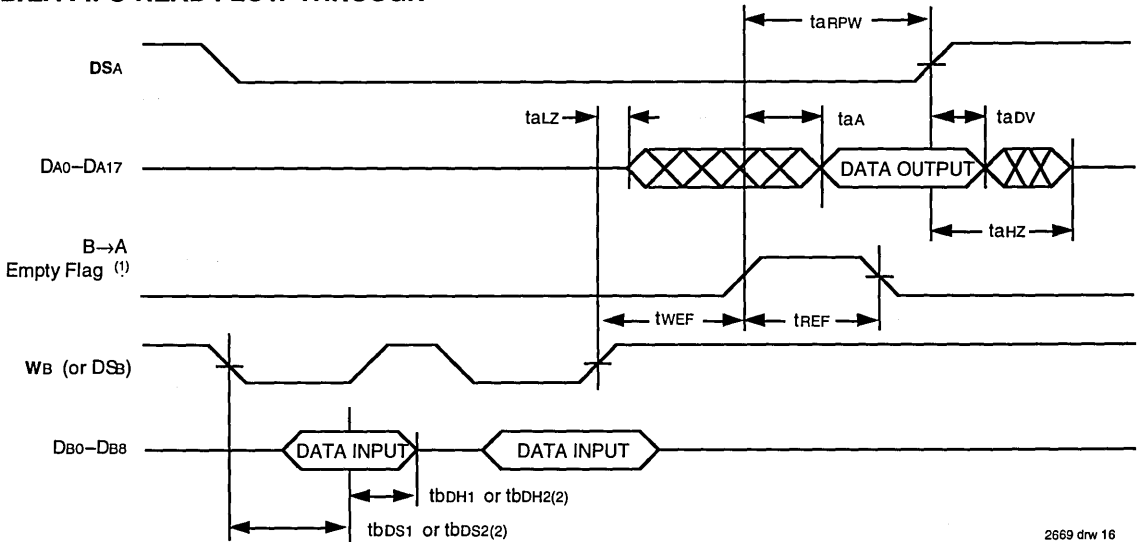 taRPW
DSA
taLZ
taA
taDV
DA0–DA17
DATA OUTPUT
taHZ
B→A
Empty Flag (1)
tWEF
tREF
WB (or DSB)
DB0–DB8
DATA INPUT
DATA INPUT
tbDH1 or tbDH2(2)
tbDS1 or tbDS2(2)
2669 drw 16